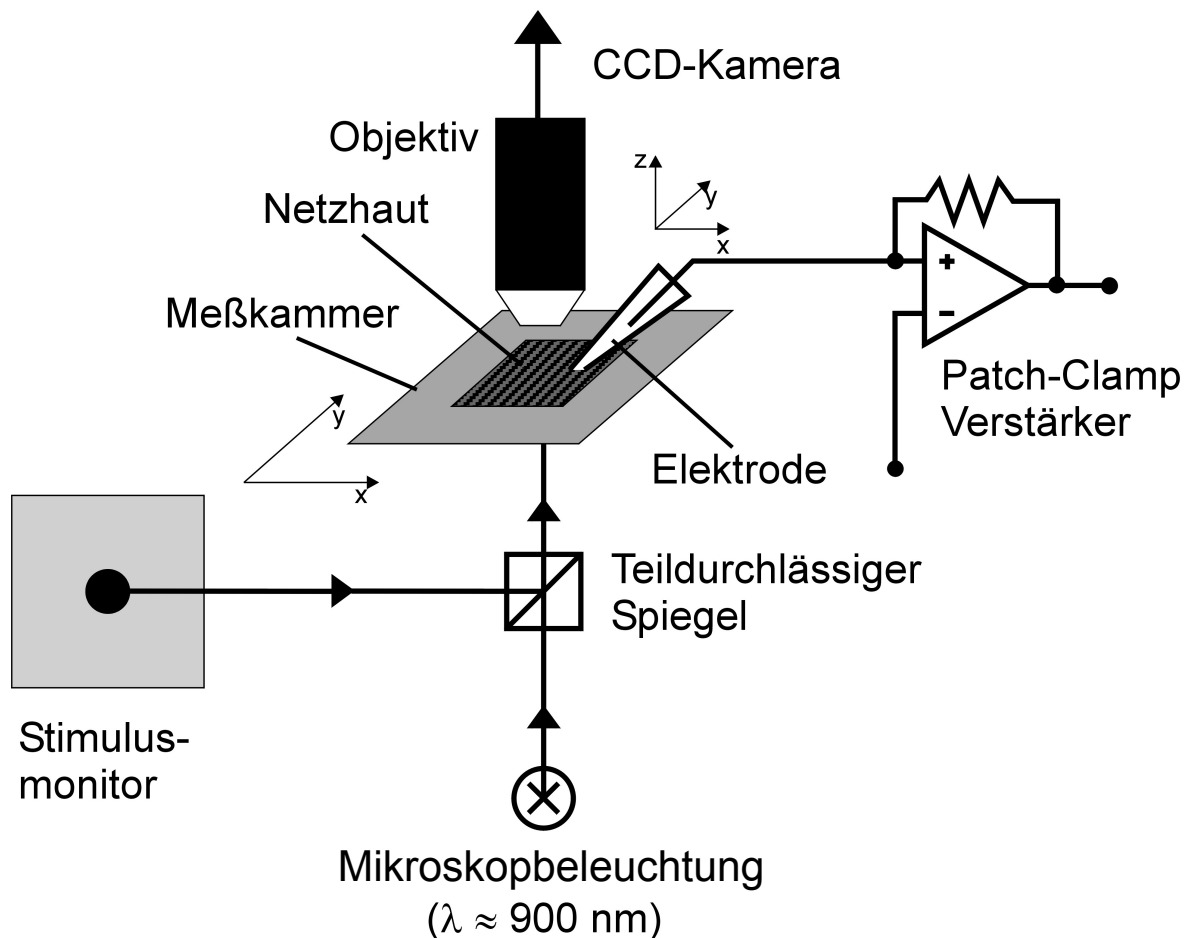 CCD-Kamera
Objektiv
z
y
x
Netzhaut
Meßkammer
+
-
Patch-Clamp
Verstärker
y
x
Elektrode
Teildurchlässiger
Spiegel
Stimulus-
monitor
Mikroskopbeleuchtung
(λ ≈ 900 nm)